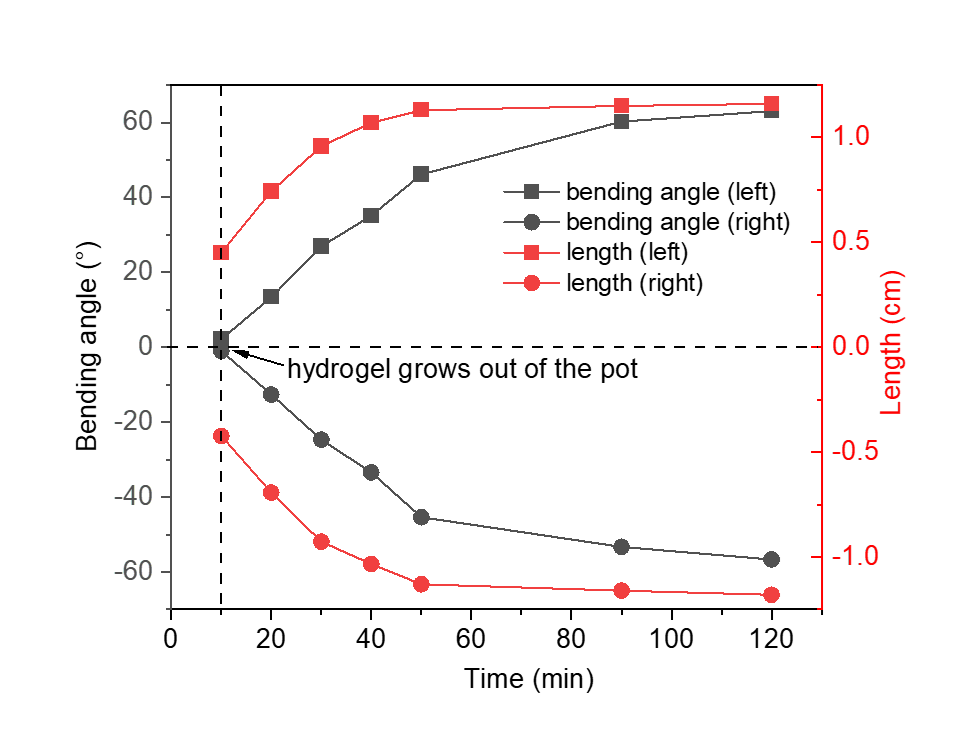 60
40
20
0
-20
-40
-60
Bending angle (°)
1.0
0.5
0.0
-0.5
-1.0
Length (cm)
bending angle (left)
bending angle (right)
length (left)
length (right)
hydrogel grows out of the pot
0 20 40 60 80 100 120
Time (min)